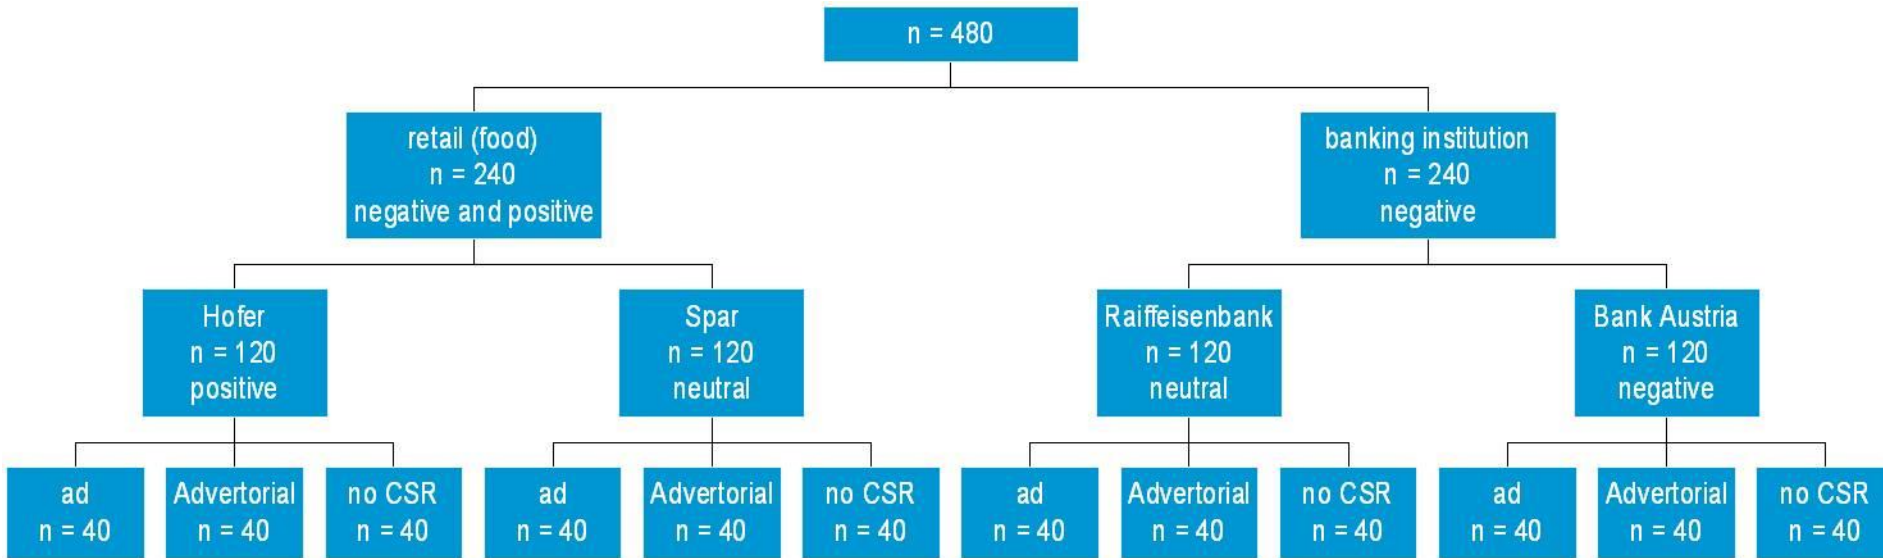 n = 480
retail (food)
n = 240
negative and positive
banking institution
n = 240
negative
Hofer
n = 120
positive
Spar
n = 120
neutral
Raiffeisenbank
n = 120
neutral
Bank Austria
n = 120
negative
ad
n = 40
Advertorial
n = 40
no CSR
n = 40
ad
n = 40
Advertorial
n = 40
no CSR
n = 40
ad
n = 40
Advertorial
n = 40
no CSR
n = 40
ad
n = 40
Advertorial
n = 40
no CSR
n = 40